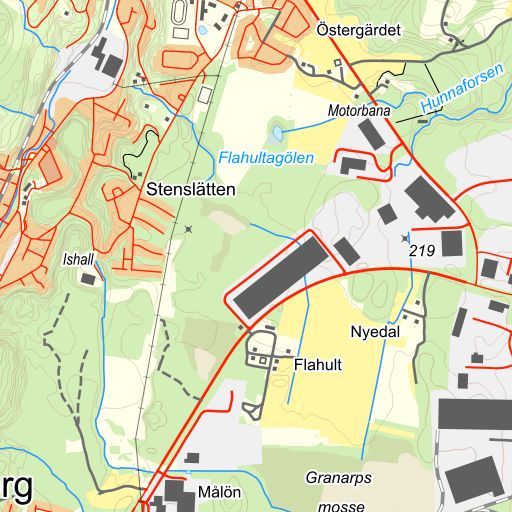 Östergärdet
Hunnaforsen
Motorbana
Flahultagölen
Stenslätten
Ishall
219
Nyedal
Flahult
rg
Målön
Granarps
mosse